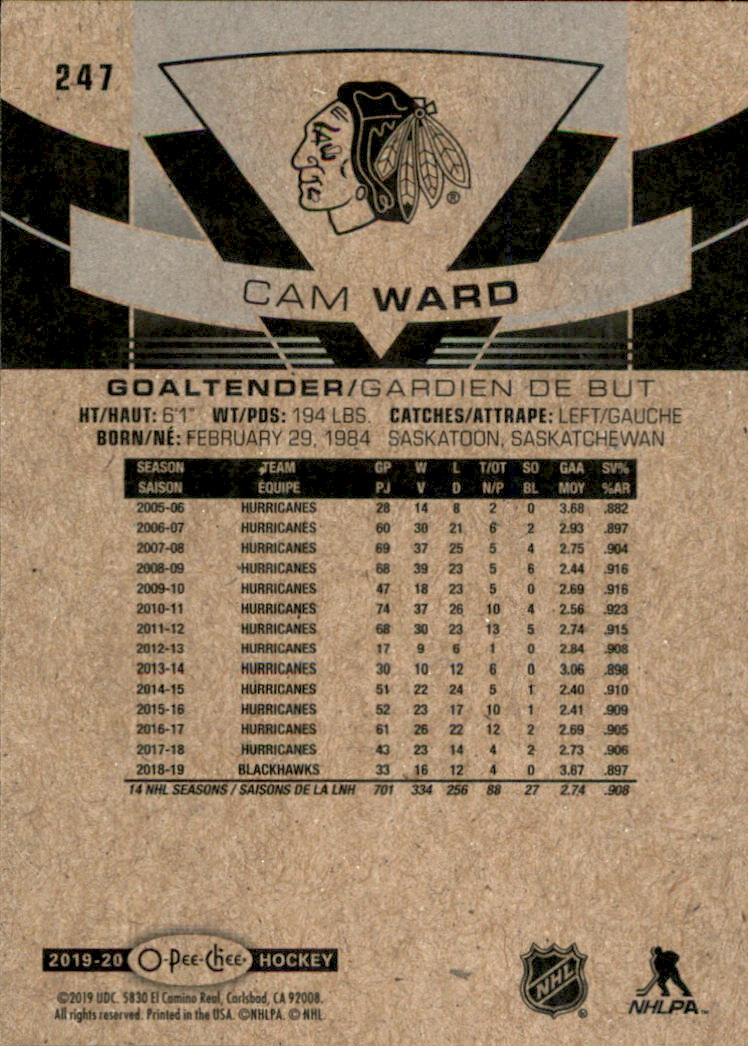 247
®
CAM WARD
GOALTENDER/GARDIEN DE BUT
HT/HAUT: 6'1" WT/PDS: 194 LBS. CATCHES/ATTRAPE: LEFT/GAUCHE
BORN/NÉ: FEBRUARY 29, 1984 SASKATOON, SASKATCHEWAN
SEASON TEAM GP W L T/OT SO GAA SV%
SAISON ÉQUIPE PJ V D N/P BL MOY %AR
2005-06 HURRICANES 28 14 8 2 0 3.68 .882
2006-07 HURRICANES 60 30 21 6 2 2.93 .897
2007-08 HURRICANES 69 37 25 5 4 2.75 .904
2008-09 HURRICANES 68 39 23 5 6 2.44 .916
2009-10 HURRICANES 47 18 23 5 0 2.69 .916
2010-11 HURRICANES 74 37 26 10 4 2.56 .923
2011-12 HURRICANES 68 30 23 13 5 2.74 .915
2012-13 HURRICANES 17 9 6 1 0 2.84 .908
2013-14 HURRICANES 30 10 12 6 0 3.06 .898
2014-15 HURRICANES 51 22 24 5 1 2.40 .910
2015-16 HURRICANES 52 23 17 10 1 2.41 .909
2016-17 HURRICANES 61 26 22 12 2 2.69 .905
2017-18 HURRICANES 43 23 14 4 2 2.73 .906
2018-19 BLACKHAWKS 33 16 12 4 0 3.67 .897
14 NHL SEASONS / SAISONS DE LA LNH 701 334 256 88 27 2.74 .908
2019-20 O-Pee-Chee HOCKEY
NHL ®
NHLPA™
©2019 UDC. 5830 El Camino Real, Carlsbad, CA 92008.
All rights reserved. Printed in the USA. ©NHLPA. © NHL